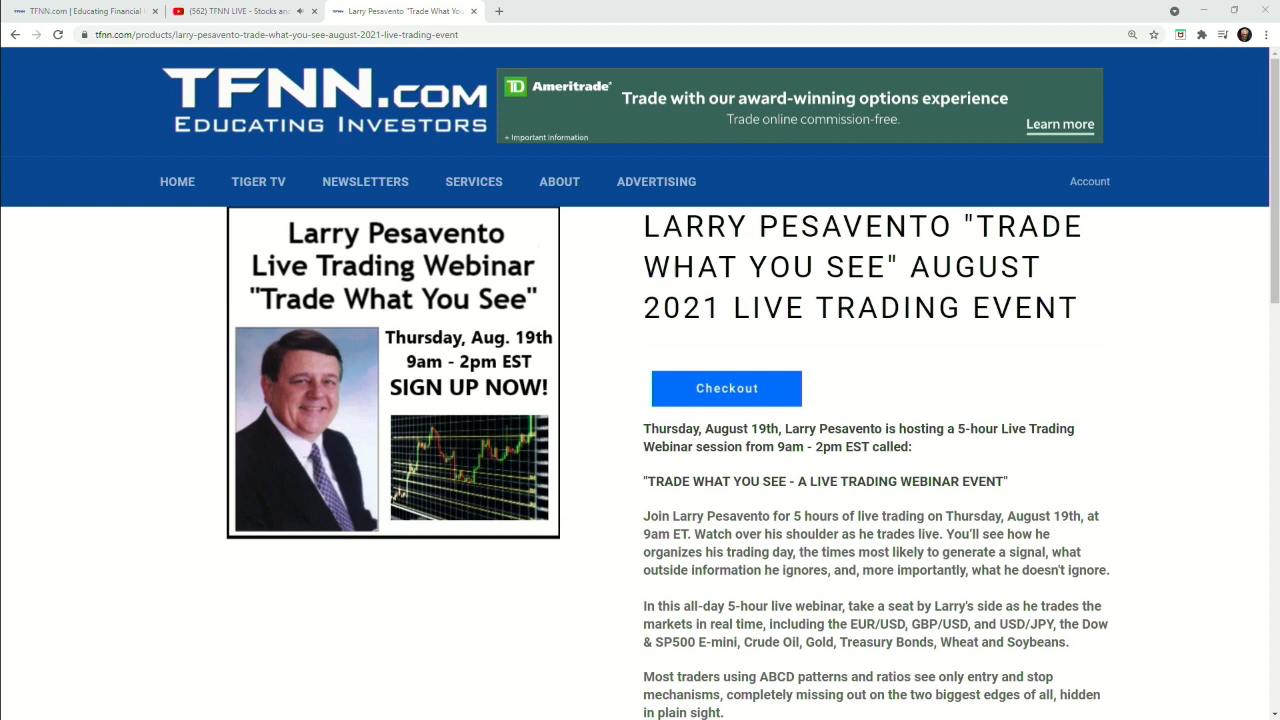 TFNN.com | Educating Financial I
(562) TFNN LIVE - Stocks an
Larry Pesavento "Trade What You
tfnn.com/products/larry-pesavento-trade-what-you-see-august-2021-live-trading-event
TFNN.COM
EDUCATING INVESTORS
TD Ameritrade
Trade with our award-winning options experience
Trade online commission-free.
+ Important Information
Learn more
HOME
TIGER TV
NEWSLETTERS
SERVICES
ABOUT
ADVERTISING
Account
Larry Pesavento
Live Trading Webinar
"Trade What You See"
Thursday, Aug. 19th
9am - 2pm EST
SIGN UP NOW!
LARRY PESAVENTO "TRADE
WHAT YOU SEE" AUGUST
2021 LIVE TRADING EVENT
Checkout
Thursday, August 19th, Larry Pesavento is hosting a 5-hour Live Trading
Webinar session from 9am - 2pm EST called:
"TRADE WHAT YOU SEE - A LIVE TRADING WEBINAR EVENT"
Join Larry Pesavento for 5 hours of live trading on Thursday, August 19th, at
9am ET. Watch over his shoulder as he trades live. You'll see how he
organizes his trading day, the times most likely to generate a signal, what
outside information he ignores, and, more importantly, what he doesn't ignore.
In this all-day 5-hour live webinar, take a seat by Larry's side as he trades the
markets in real time, including the EUR/USD, GBP/USD, and USD/JPY, the Dow
& SP500 E-mini, Crude Oil, Gold, Treasury Bonds, Wheat and Soybeans.
Most traders using ABCD patterns and ratios see only entry and stop
mechanisms, completely missing out on the two biggest edges of all, hidden
in plain sight.